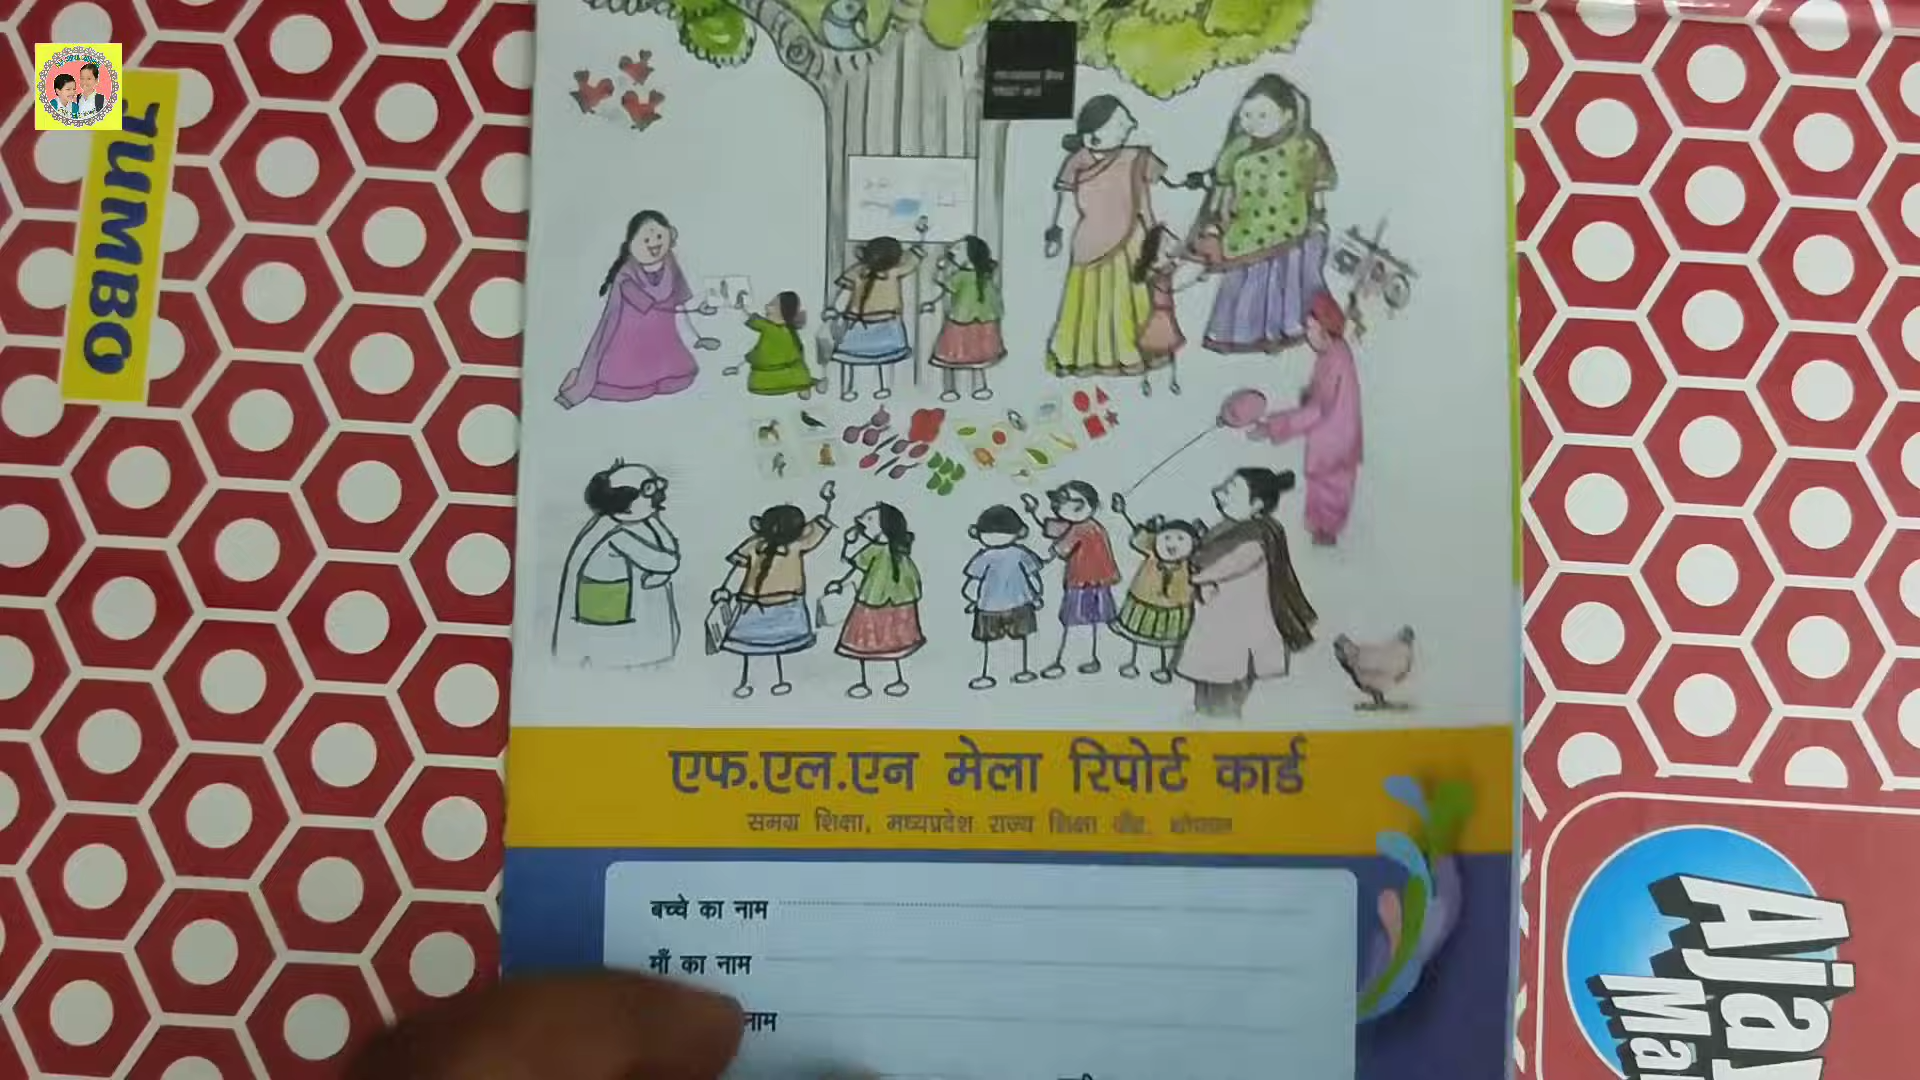 JUMBO
एफ.एल.एन मेला रिपोर्ट कार्ड
समग्र शिक्षा, मध्यप्रदेश राज्य शिक्षा
बच्चे का नाम
माँ का नाम
नाम
Ajay